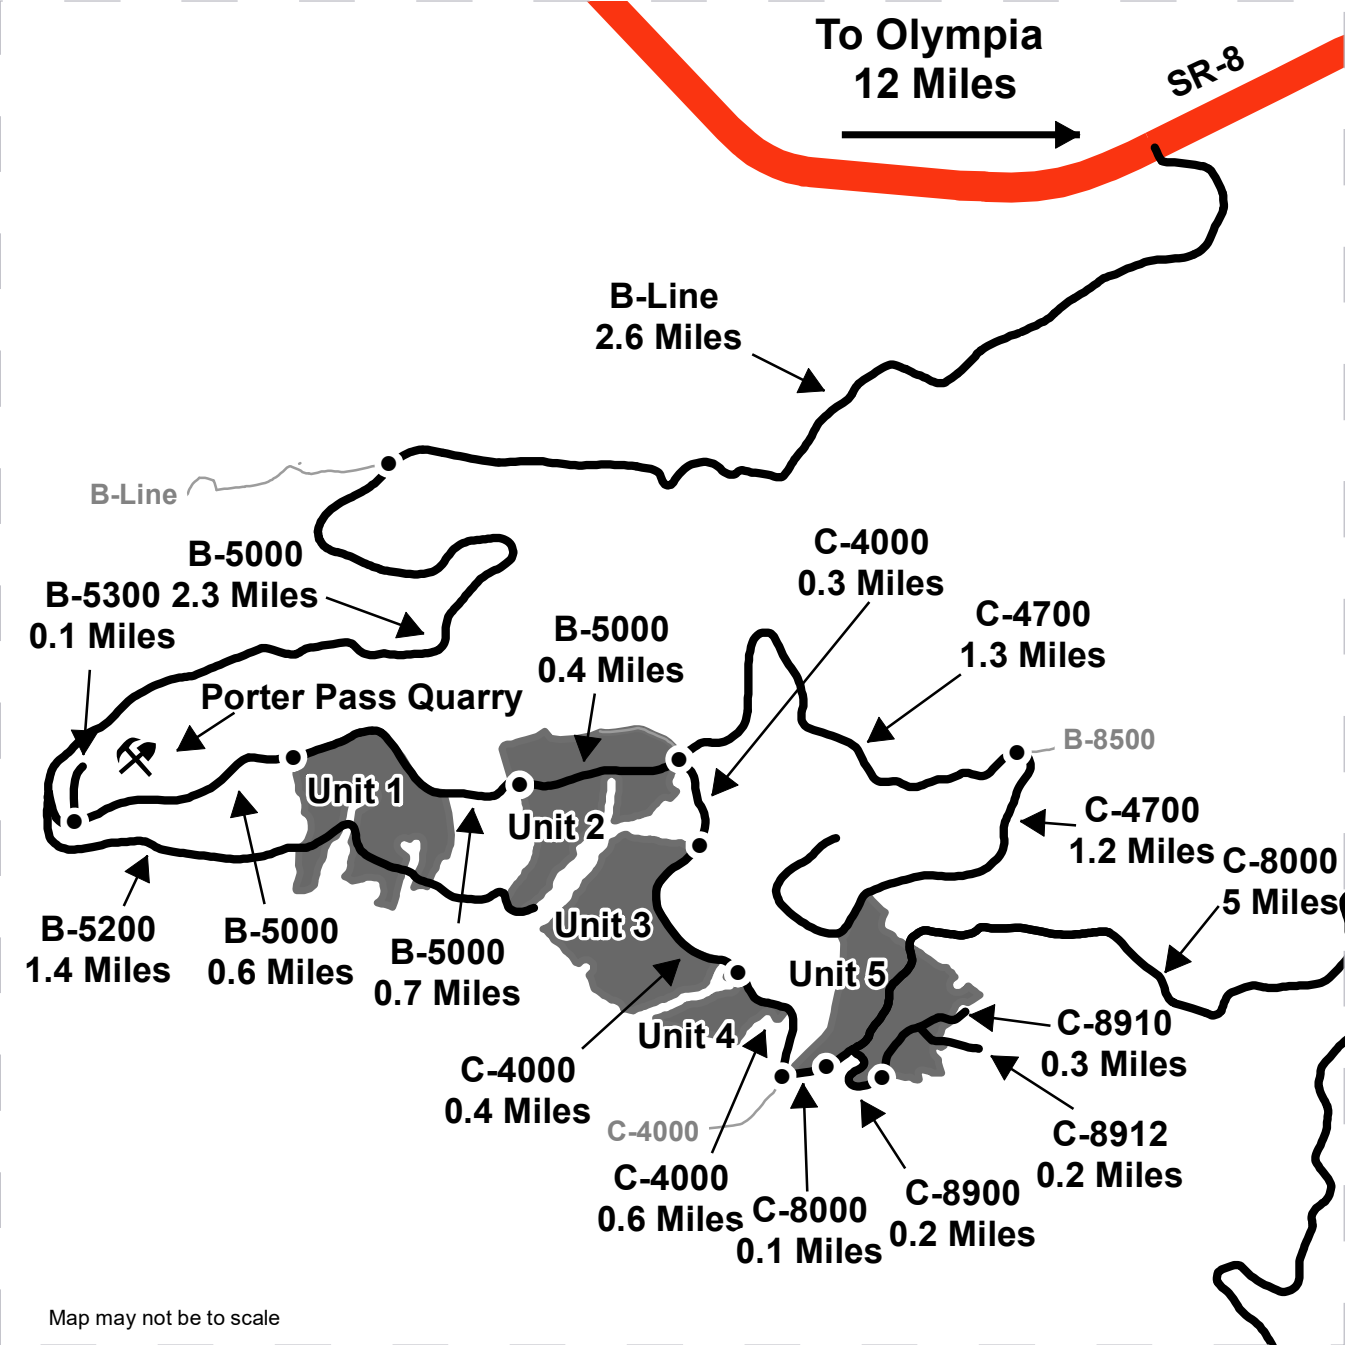 To Olympia
12 Miles
SR-8
B-Line
2.6 Miles
B-Line
B-5000
2.3 Miles
B-5300
0.1 Miles
C-4000
0.3 Miles
C-4700
1.3 Miles
B-5000
0.4 Miles
Porter Pass Quarry
B-8500
Unit 1
Unit 2
C-4700
1.2 Miles
C-8000
5 Miles
B-5200
1.4 Miles
B-5000
0.6 Miles
B-5000
0.7 Miles
Unit 3
Unit 5
Unit 4
C-8910
0.3 Miles
C-4000
0.4 Miles
C-4000
C-8912
0.2 Miles
C-4000
0.6 Miles
C-8000
0.1 Miles
C-8900
0.2 Miles
Map may not be to scale